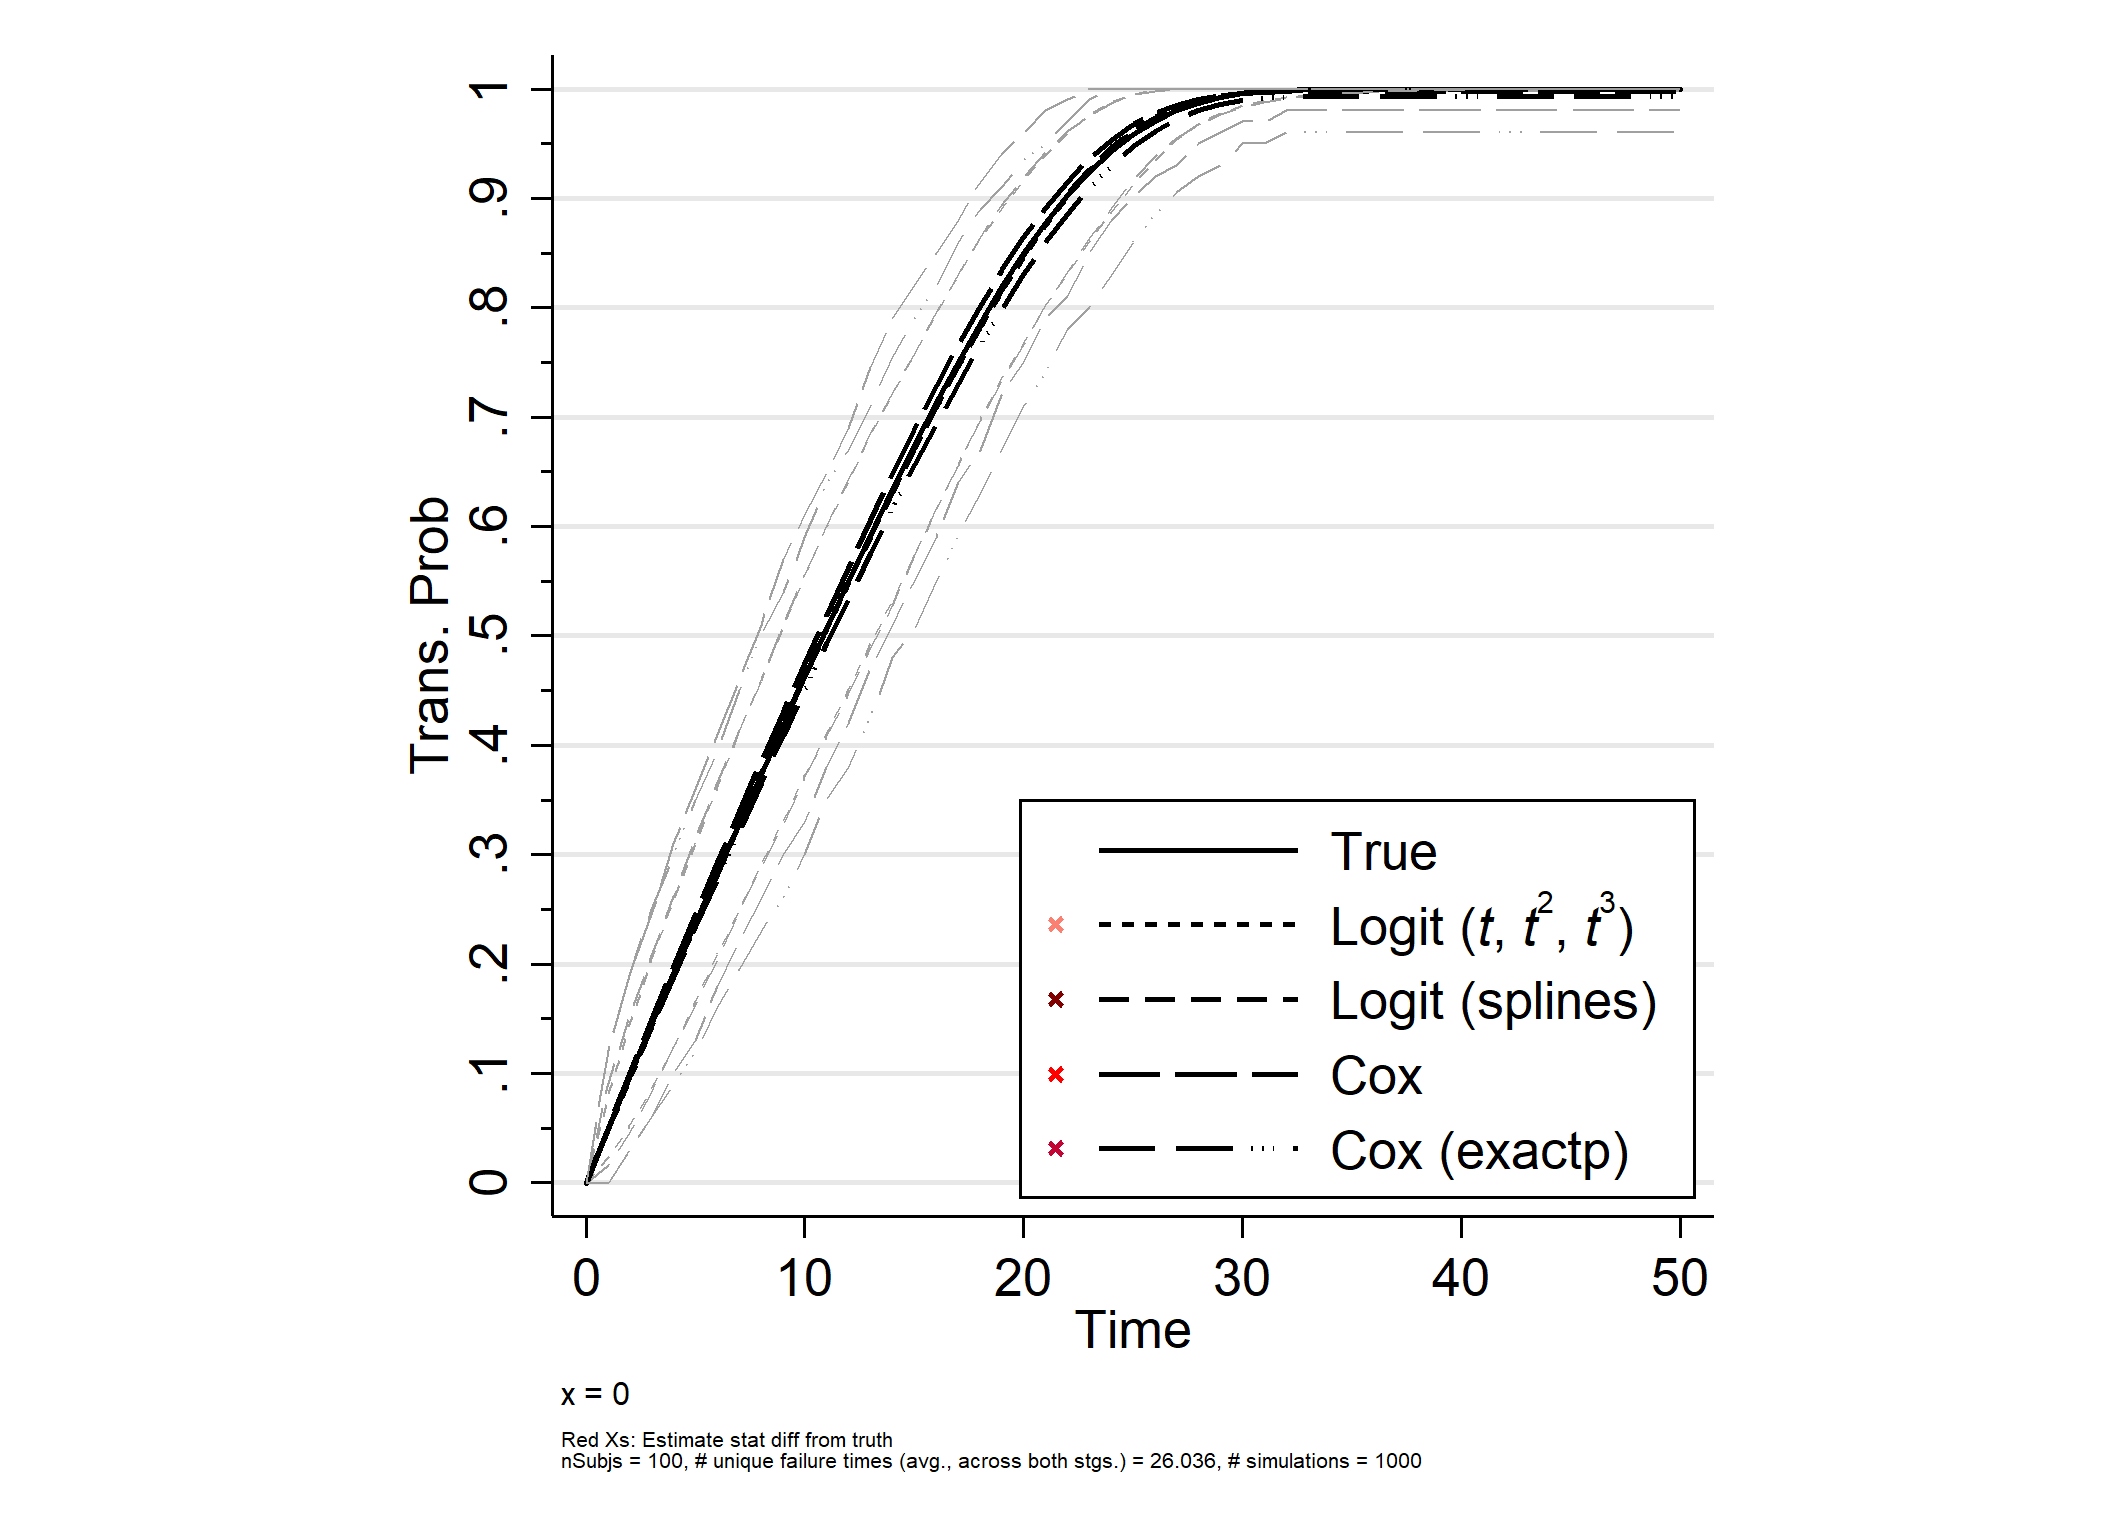 Trans. Prob
1
.9
.8
.7
.6
.5
.4
.3
.2
.1
0
True
Logit (t, t², t³)
Logit (splines)
Cox
Cox (exactp)
0 10 20 30 40 50
Time
x = 0
Red Xs: Estimate stat diff from truth
nSubjs = 100, # unique failure times (avg., across both stgs.) = 26.036, # simulations = 1000